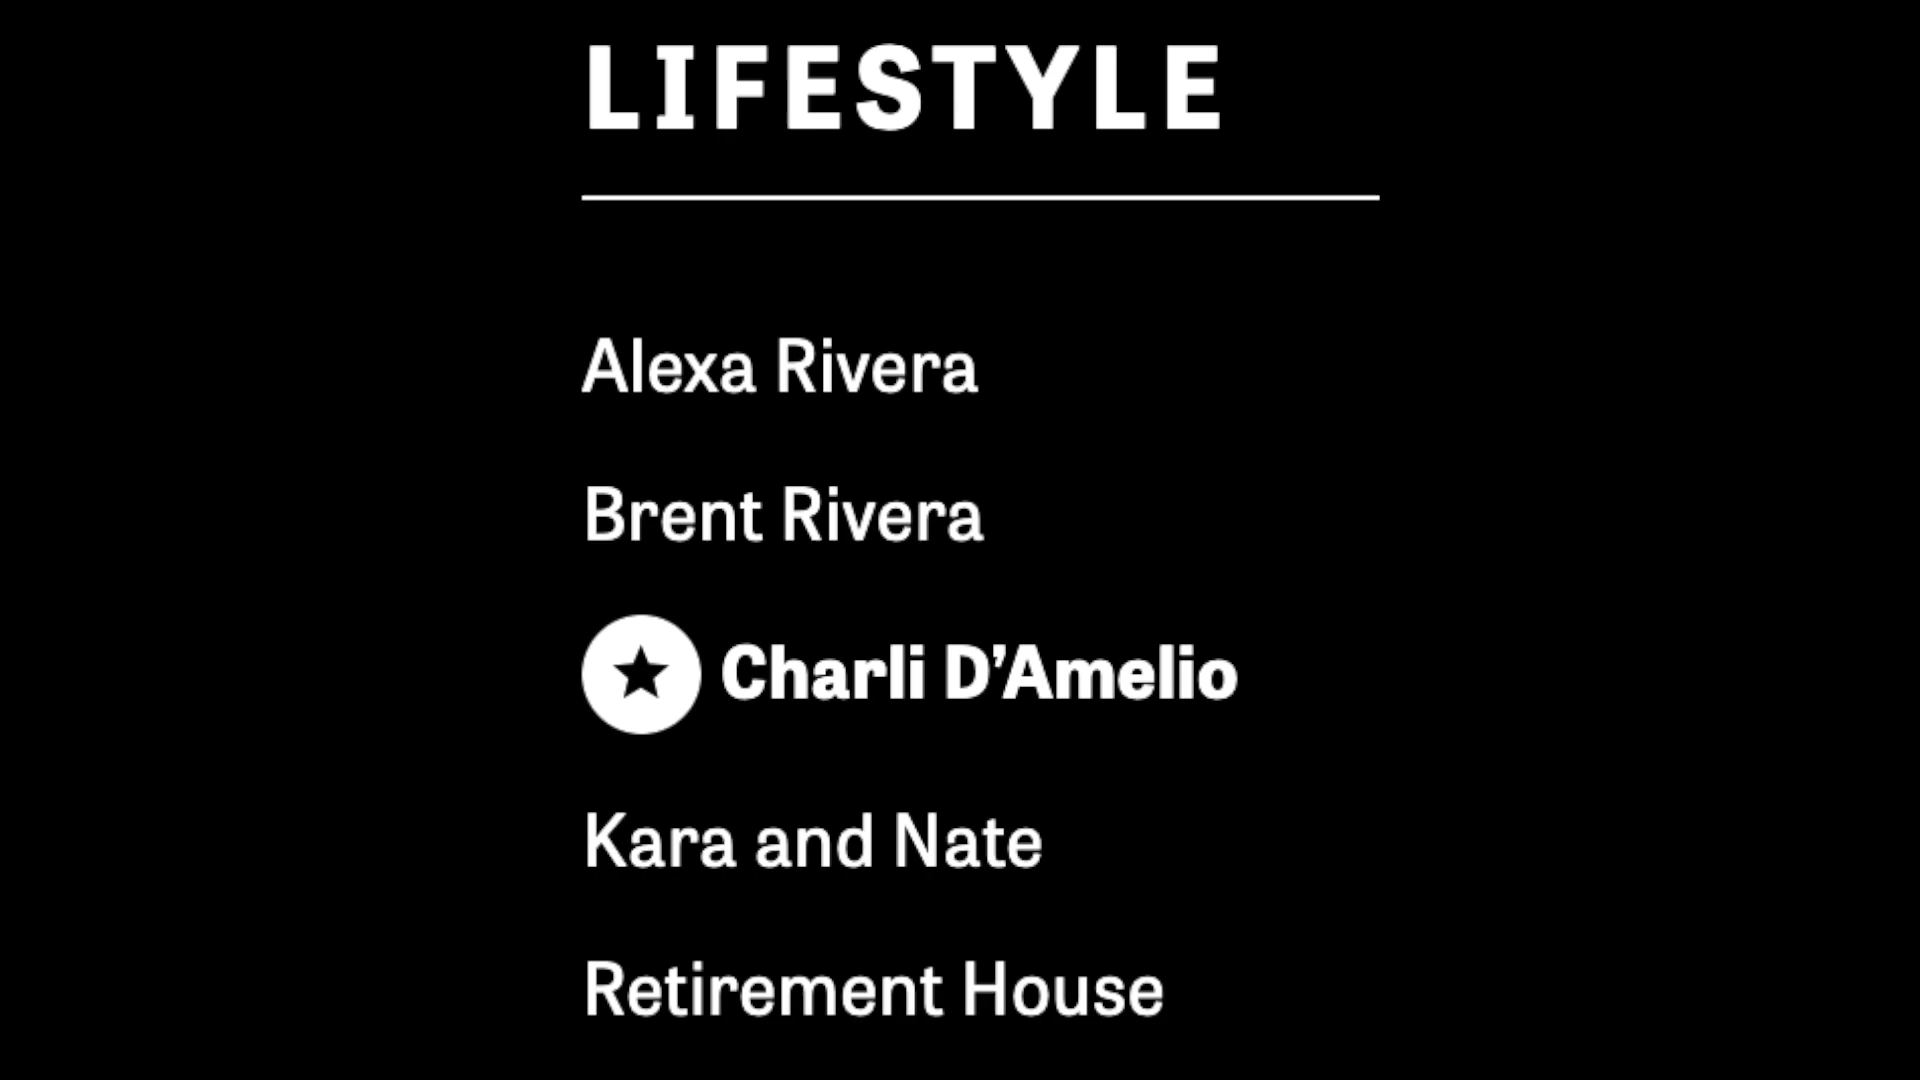 LIFESTYLE
Alexa Rivera
Brent Rivera
Charli D’Amelio
Kara and Nate
Retirement House